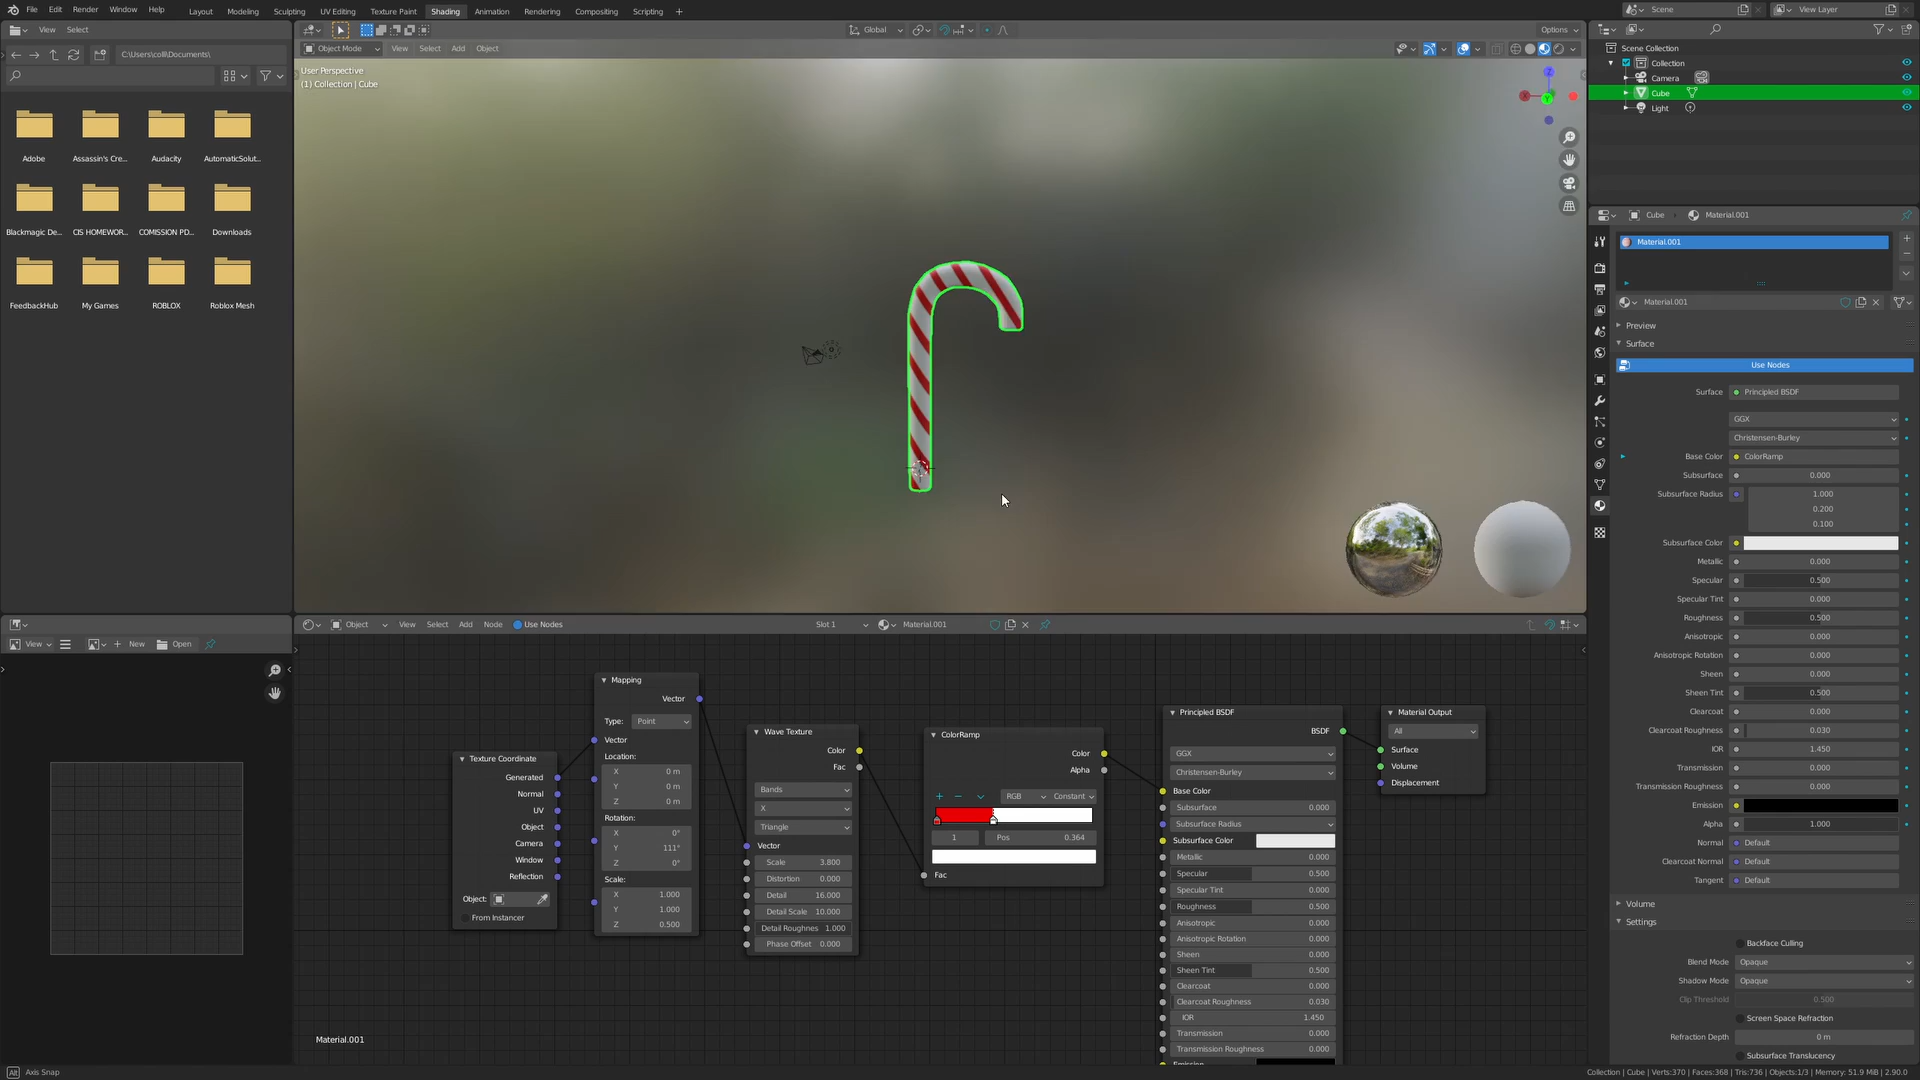 File Edit Render Window Help Layout Modeling Sculpting UV Editing Texture Paint Shading Animation Rendering Compositing Scripting + Scene View Layer
View Select
C:\Users\colli\Documents\
Adobe Assassin's Cre... Audacity AutomaticSolut...
Blackmagic De... CIS HOMEWOR... COMISSION PD... Downloads
FeedbackHub My Games ROBLOX Roblox Mesh
Global Options
Object Mode View Select Add Object
User Perspective
(1) Collection | Cube
X Y Z
Scene Collection
Collection
Camera
Cube
Light
Cube Material.001
Material.001
Material.001
Preview
Surface
Use Nodes
Surface Principled BSDF
GGX
Christensen-Burley
Base Color ColorRamp
Subsurface 0.000
Subsurface Radius 1.000
0.200
0.100
Subsurface Color
Metallic 0.000
Specular 0.500
Specular Tint 0.000
Roughness 0.500
Anisotropic 0.000
Anisotropic Rotation 0.000
Sheen 0.000
Sheen Tint 0.500
Clearcoat 0.000
Clearcoat Roughness 0.030
IOR 1.450
Transmission 0.000
Transmission Roughness 0.000
Emission
Alpha 1.000
Normal Default
Clearcoat Normal Default
Tangent Default
Volume
Settings
Backface Culling
Blend Mode Opaque
Shadow Mode Opaque
Clip Threshold 0.500
Screen Space Refraction
Refraction Depth 0 m
Subsurface Translucency
View New Open
Object View Select Add Node Use Nodes Slot 1 Material.001
Texture Coordinate
Generated
Normal
UV
Object
Camera
Window
Reflection
Object:
From Instancer
Mapping
Vector
Type: Point
Vector
Location:
X 0 m
Y 0 m
Z 0 m
Rotation:
X 0°
Y 111°
Z 0°
Scale:
X 1.000
Y 1.000
Z 0.500
Wave Texture
Color
Fac
Bands
X
Triangle
Vector
Scale 3.800
Distortion 0.000
Detail 16.000
Detail Scale 10.000
Detail Roughnes 1.000
Phase Offset 0.000
ColorRamp
Color
Alpha
RGB Constant
1 Pos 0.364
Fac
Principled BSDF
BSDF
GGX
Christensen-Burley
Base Color
Subsurface 0.000
Subsurface Radius
Subsurface Color
Metallic 0.000
Specular 0.500
Specular Tint 0.000
Roughness 0.500
Anisotropic 0.000
Anisotropic Rotation 0.000
Sheen 0.000
Sheen Tint 0.500
Clearcoat 0.000
Clearcoat Roughness 0.030
IOR 1.450
Transmission 0.000
Transmission Roughness 0.000
Emission
Material Output
All
Surface
Volume
Displacement
Material.001
Alt Axis Snap
Collection | Cube | Verts:370 | Faces:368 | Tris:736 | Objects:1/3 | Memory: 51.9 MiB | 2.90.0